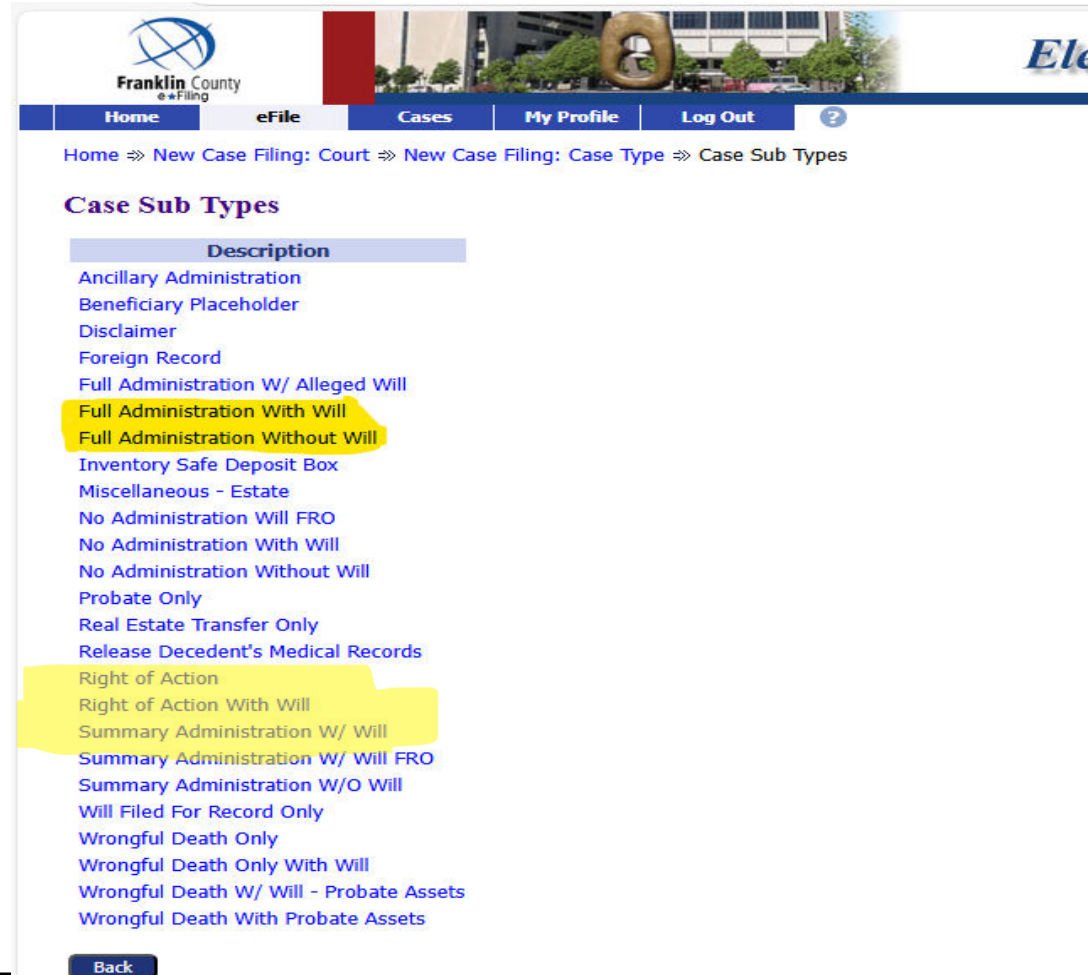 Franklin County
e★Filing
Home eFile Cases My Profile Log Out ?
Home ⇨ New Case Filing: Court ⇨ New Case Filing: Case Type ⇨ Case Sub Types
Case Sub Types
Description
Ancillary Administration
Beneficiary Placeholder
Disclaimer
Foreign Record
Full Administration W/ Alleged Will
Full Administration With Will
Full Administration Without Will
Inventory Safe Deposit Box
Miscellaneous - Estate
No Administration Will FRO
No Administration With Will
No Administration Without Will
Probate Only
Real Estate Transfer Only
Release Decedent's Medical Records
Right of Action
Right of Action With Will
Summary Administration W/ Will
Summary Administration W/ Will FRO
Summary Administration W/O Will
Will Filed For Record Only
Wrongful Death Only
Wrongful Death Only With Will
Wrongful Death W/ Will - Probate Assets
Wrongful Death With Probate Assets
Back